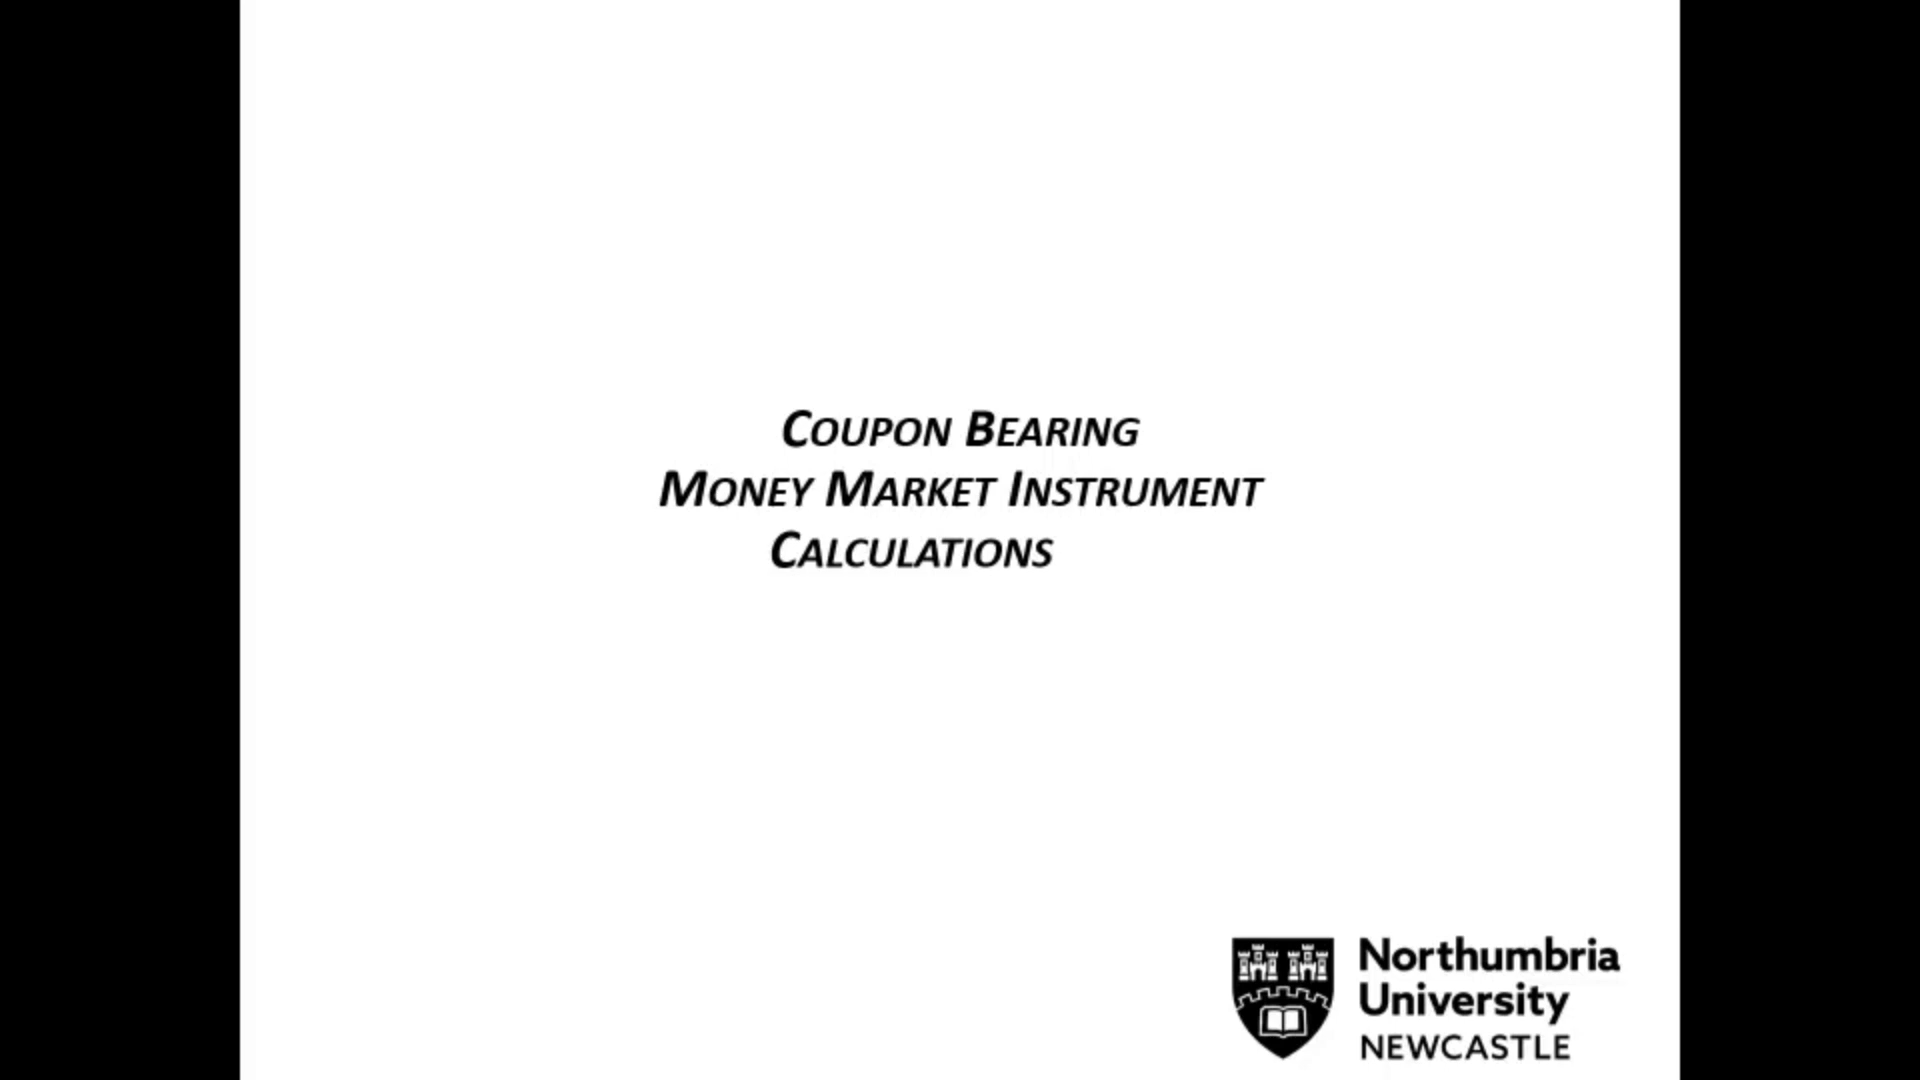 Coupon Bearing
Money Market Instrument
Calculations
Northumbria
University
NEWCASTLE